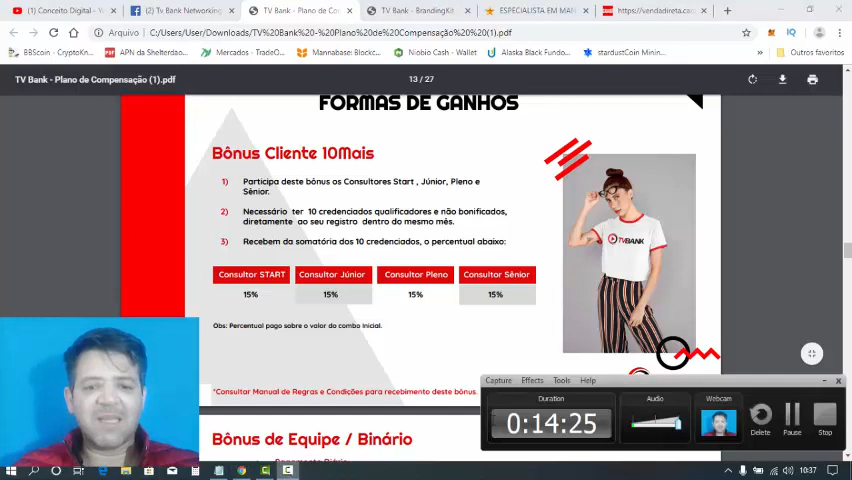 (1) Conceito Digital - Yo
(2) Tv Bank Networking
TV Bank - Plano de Co
TV Bank - BrandingKit
ESPECIALISTA EM MAR
https://vendadireta.ca
Arquivo
C:/Users/User/Downloads/TV%20Bank%20-%20Plano%20de%20Compensação%20%20(1).pdf
BBScoin - CryptoKn
APN da Shelterdao
Mercados - TradeO
Mannabase: Blockc
Niobio Cash - Wallet
Alaska Blue Fundo
stardustCoin Minin
Outros favoritos
TV Bank - Plano de Compensação (1).pdf
13 / 27
FORMAS DE GANHOS
Bônus Cliente 10Mais
1) Participa deste bônus os Consultores Start , Júnior, Pleno e
Sênior.
2) Necessário ter 10 credenciados qualificadores e não bonificados,
diretamente ao seu registro dentro do mesmo mês.
3) Recebem da somatória dos 10 credenciados, o percentual abaixo:
Consultor START Consultor Júnior Consultor Pleno Consultor Sênior
15% 15% 15% 15%
Obs: Percentual pago sobre o valor do combo inicial.
*Consultar Manual de Regras e Condições para recebimento deste bônus.
TVBANK
Bônus de Equipe / Binário
Capture Effects Tools Help
Duration
0:14:25
Audio
Webcam
Delete
Pause
Stop
10:37